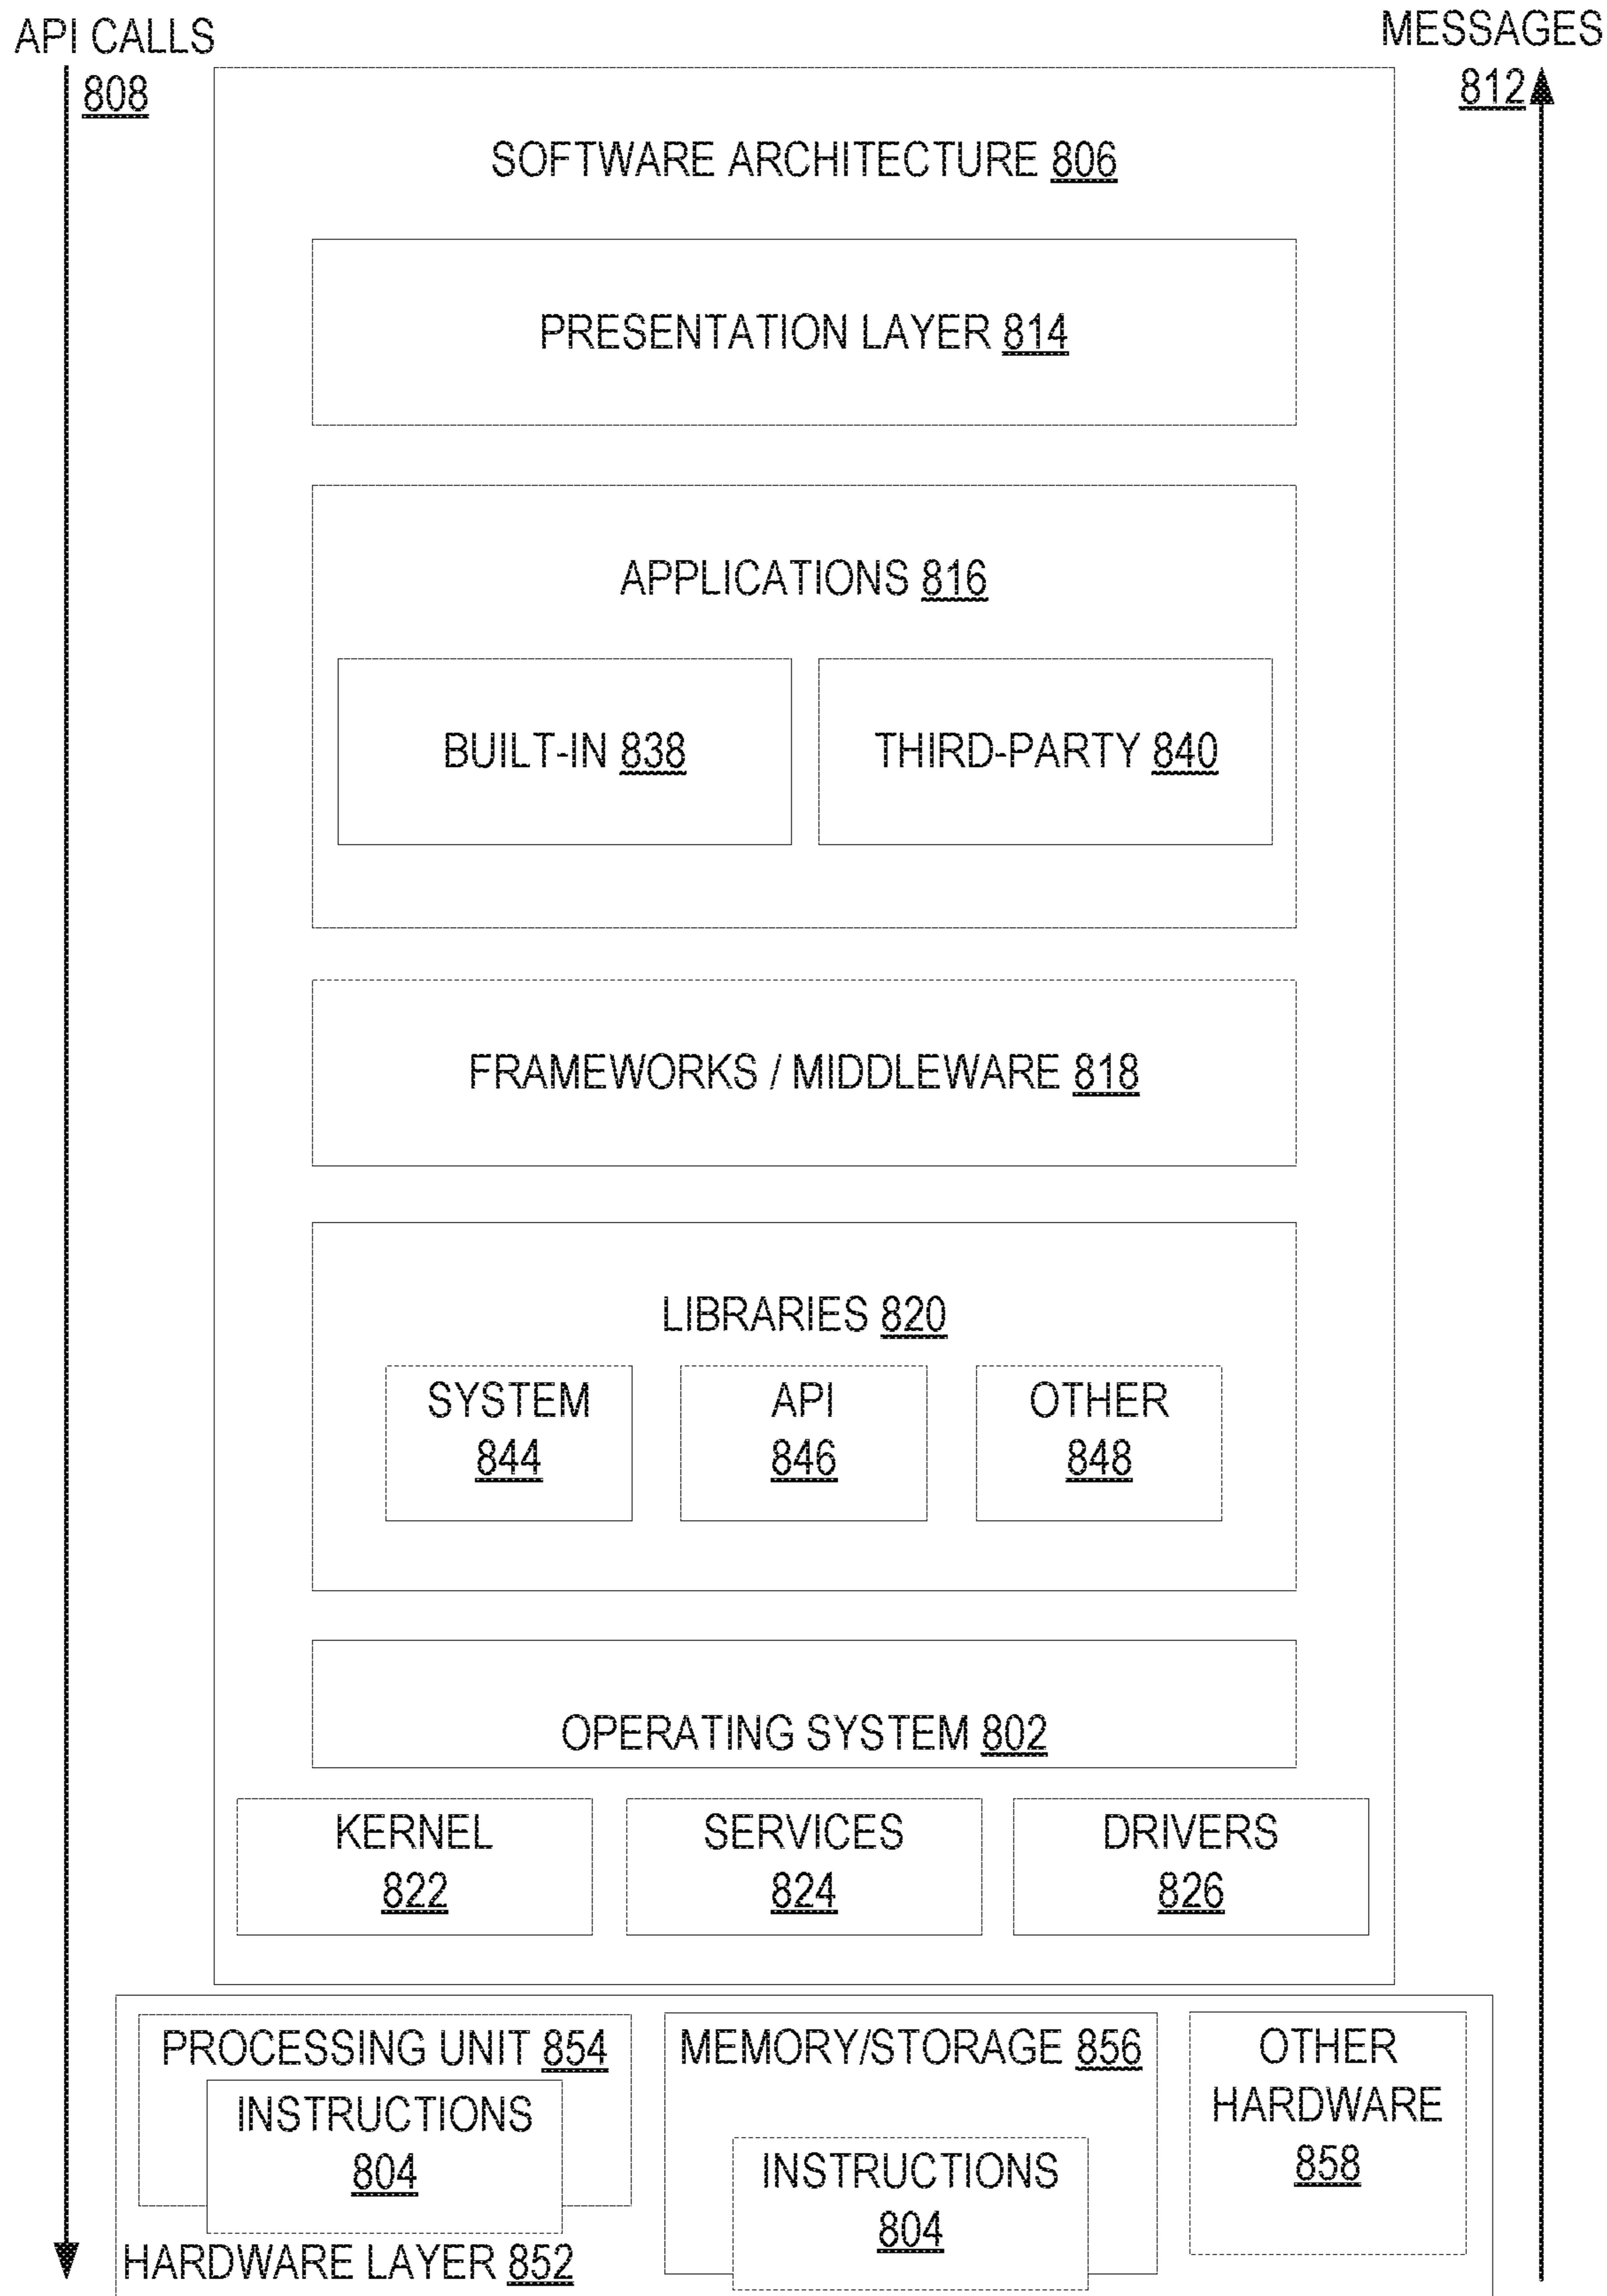 API CALLS
808
MESSAGES
812
SOFTWARE ARCHITECTURE 806
PRESENTATION LAYER 814
APPLICATIONS 816
BUILT-IN 838
THIRD-PARTY 840
FRAMEWORKS / MIDDLEWARE 818
LIBRARIES 820
SYSTEM
844
API
846
OTHER
848
OPERATING SYSTEM 802
KERNEL
822
SERVICES
824
DRIVERS
826
PROCESSING UNIT 854
INSTRUCTIONS
804
MEMORY/STORAGE 856
INSTRUCTIONS
804
OTHER
HARDWARE
858
HARDWARE LAYER 852